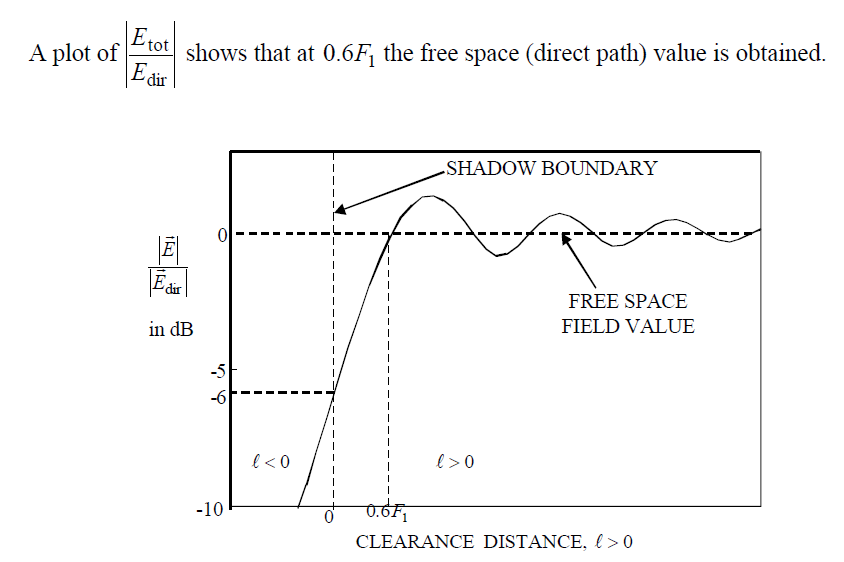 A plot of |E_tot / E_dir| shows that at 0.6F₁ the free space (direct path) value is obtained.
SHADOW BOUNDARY
0
|E⃗|
|E⃗_dir|
in dB
FREE SPACE
FIELD VALUE
-5
-6
ℓ < 0
ℓ > 0
-10
0
0.6F₁
CLEARANCE DISTANCE, ℓ > 0